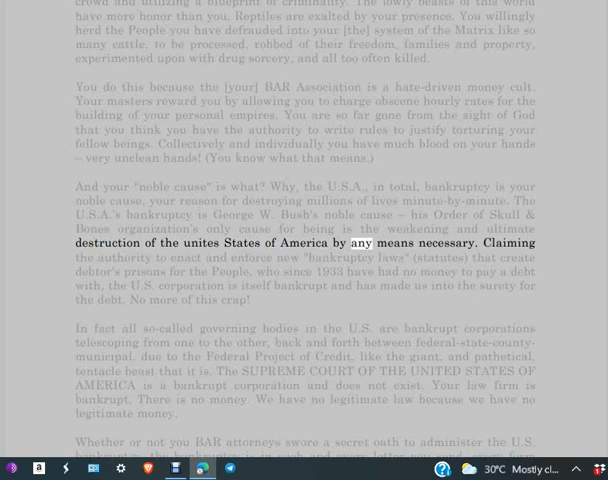 crowd and utilizing a blueprint of criminality. The lowly beasts of this world
have more honor than you. Reptiles are exalted by your presence. You willingly
herd the People you have defrauded into your [the] system of the Matrix like so
many cattle, to be processed, robbed of their freedom, families and property,
experimented upon with drug sorcery, and all too often killed.
You do this because the [your] BAR Association is a hate-driven money cult.
Your masters reward you by allowing you to charge obscene hourly rates for the
building of your personal empires. You are so far gone from the sight of God
that you think you have the authority to write rules to justify torturing your
fellow beings. Collectively and individually you have much blood on your hands
– very unclean hands! (You know what that means.)
And your "noble cause" is what? Why, the U.S.A., in total, bankruptcy is your
noble cause, your reason for destroying millions of lives minute-by-minute. The
U.S.A.'s bankruptcy is George W. Bush's noble cause – his Order of Skull &
Bones organization's only cause for being is the weakening and ultimate
destruction of the unites States of America by any means necessary. Claiming
the authority to enact and enforce new "bankruptcy laws" (statutes) that create
debtor's prisons for the People, who since 1933 have had no money to pay a debt
with, the U.S. corporation is itself bankrupt and has made us into the surety for
the debt. No more of this crap!
In fact all so-called governing bodies in the U.S. are bankrupt corporations
telescoping from one to the other, back and forth between federal-state-county-
municipal, due to the Federal Project of Credit, like the giant, and pathetical,
tentacle beast that it is. The SUPREME COURT OF THE UNITED STATES OF
AMERICA is a bankrupt corporation and does not exist. Your law firm is
bankrupt. There is no money. We have no legitimate law because we have no
legitimate money.
Whether or not you BAR attorneys swore a secret oath to administer the U.S.
30°C Mostly cl...